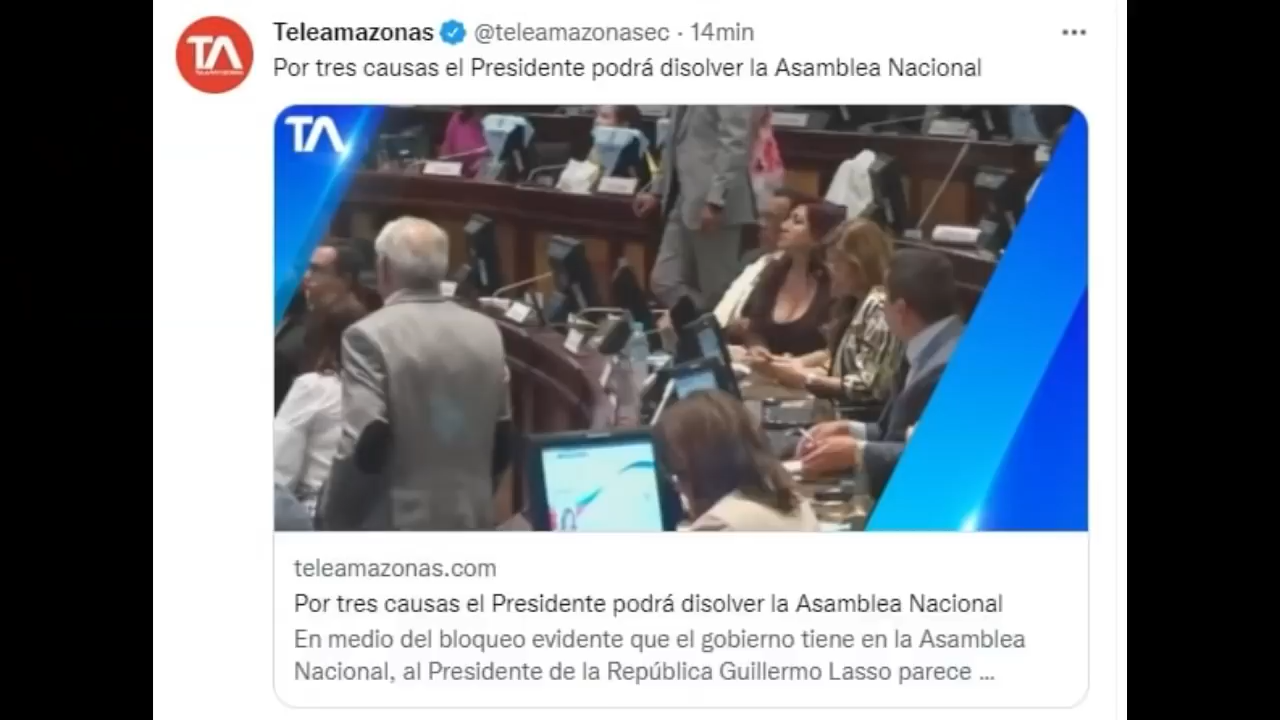 TA
TELEAMAZONAS
Teleamazonas @teleamazonasec · 14min
Por tres causas el Presidente podrá disolver la Asamblea Nacional
TA
teleamazonas.com
Por tres causas el Presidente podrá disolver la Asamblea Nacional
En medio del bloqueo evidente que el gobierno tiene en la Asamblea
Nacional, al Presidente de la República Guillermo Lasso parece ...